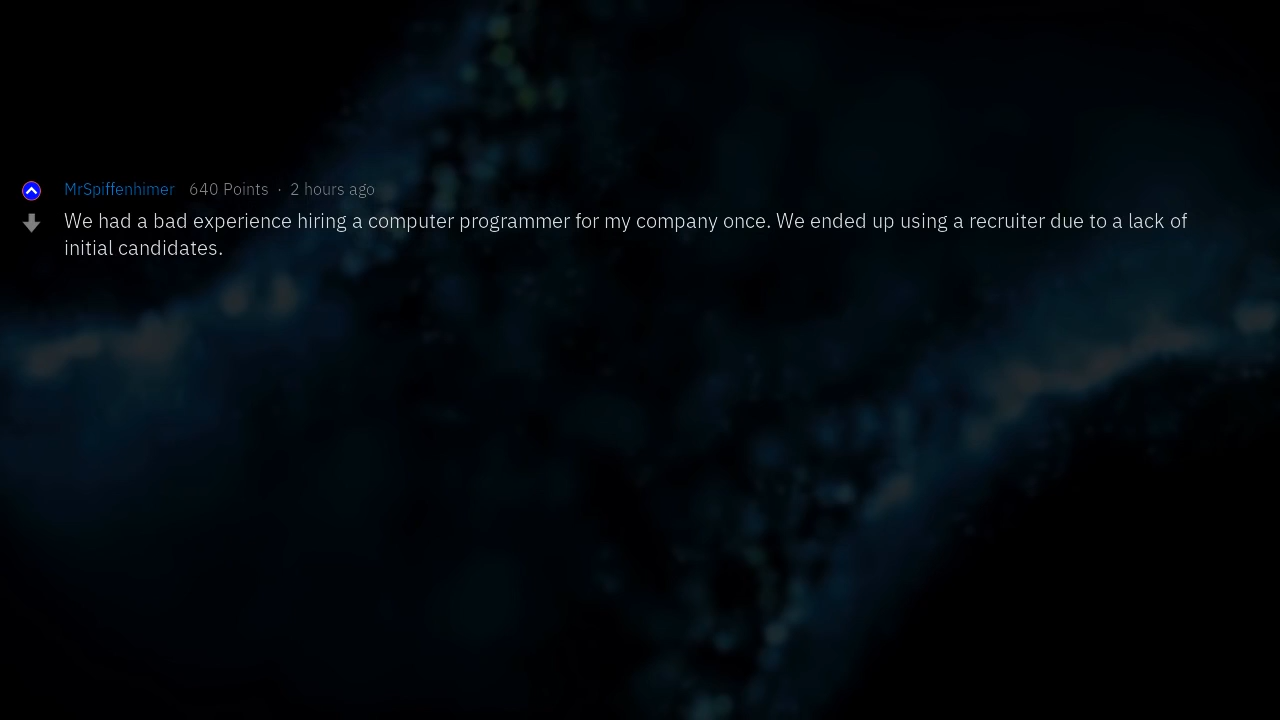 MrSpiffenhimer 640 Points · 2 hours ago
We had a bad experience hiring a computer programmer for my company once. We ended up using a recruiter due to a lack of
initial candidates.